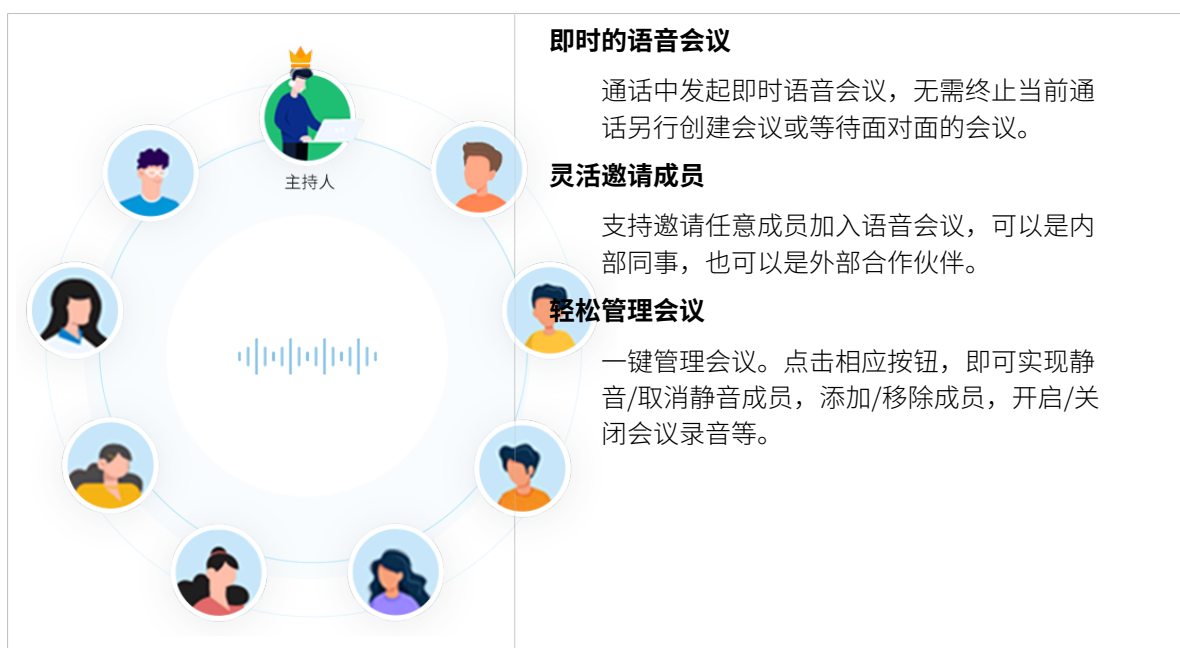 主持人
即时的语音会议
通话中发起即时语音会议，无需终止当前通
话另行创建会议或等待面对面的会议。
灵活邀请成员
支持邀请任意成员加入语音会议，可以是内
部同事，也可以是外部合作伙伴。
轻松管理会议
一键管理会议。点击相应按钮，即可实现静
音/取消静音成员，添加/移除成员，开启/关
闭会议录音等。